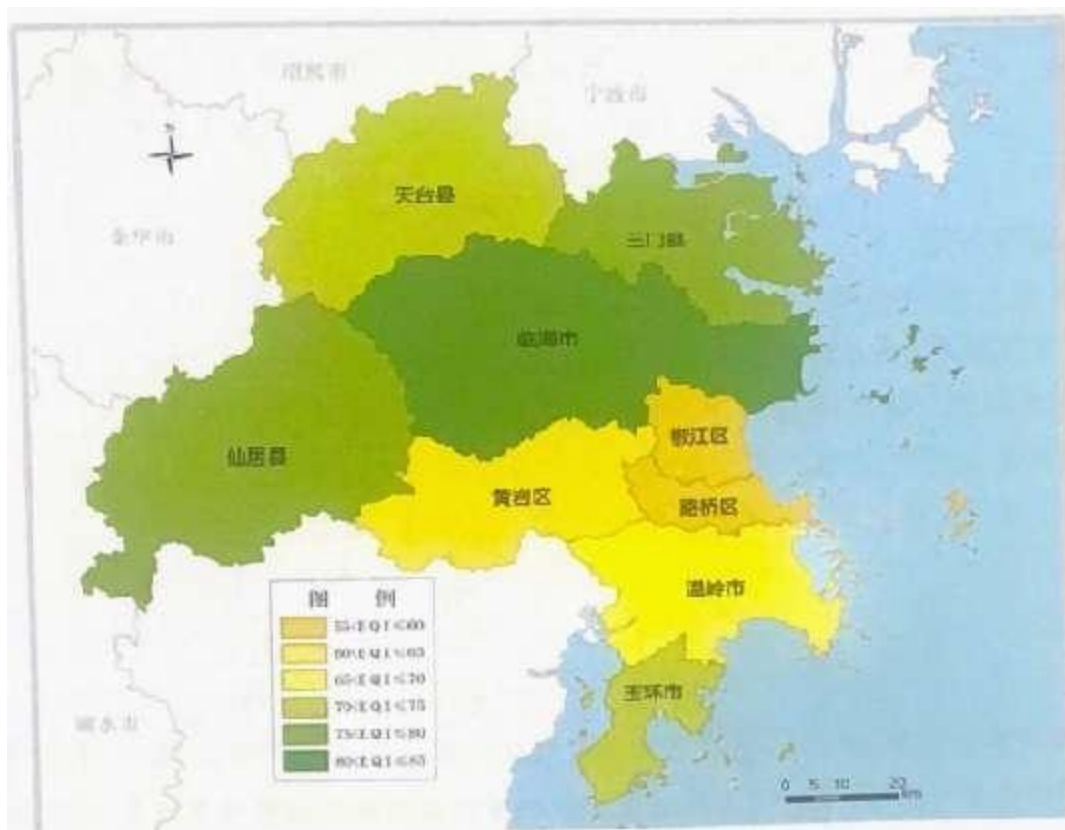 N
绍兴市
宁波市
金华市
天台县
三门县
临海市
仙居县
椒江区
黄岩区
路桥区
温岭市
玉环市
丽水市
图 例
55<EQI≤60
60<EQI≤65
65<EQI≤70
70<EQI≤75
75<EQI≤80
80<EQI≤85
0 5 10 20
km